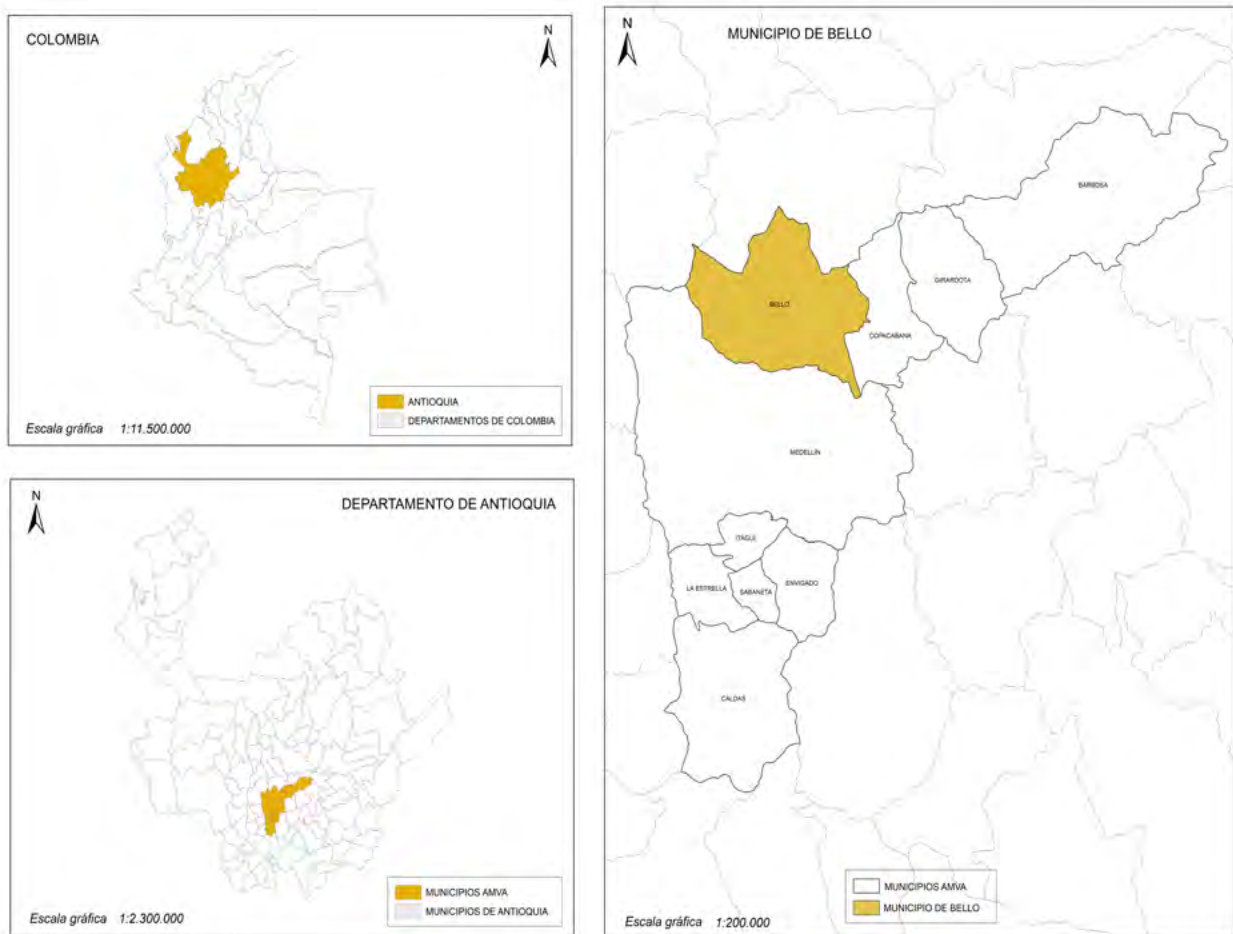 COLOMBIA
N
ANTIOQUIA
DEPARTAMENTOS DE COLOMBIA
Escala gráfica 1:11.500.000
N
DEPARTAMENTO DE ANTIOQUIA
MUNICIPIOS AMVA
MUNICIPIOS DE ANTIOQUIA
Escala gráfica 1:2.300.000
N
MUNICIPIO DE BELLO
BARBOSA
GIRARDOTA
BELLO
COPACABANA
MEDELLÍN
ITAGÜÍ
LA ESTRELLA
SABANETA
ENVIGADO
CALDAS
MUNICIPIOS AMVA
MUNICIPIO DE BELLO
Escala gráfica 1:200.000